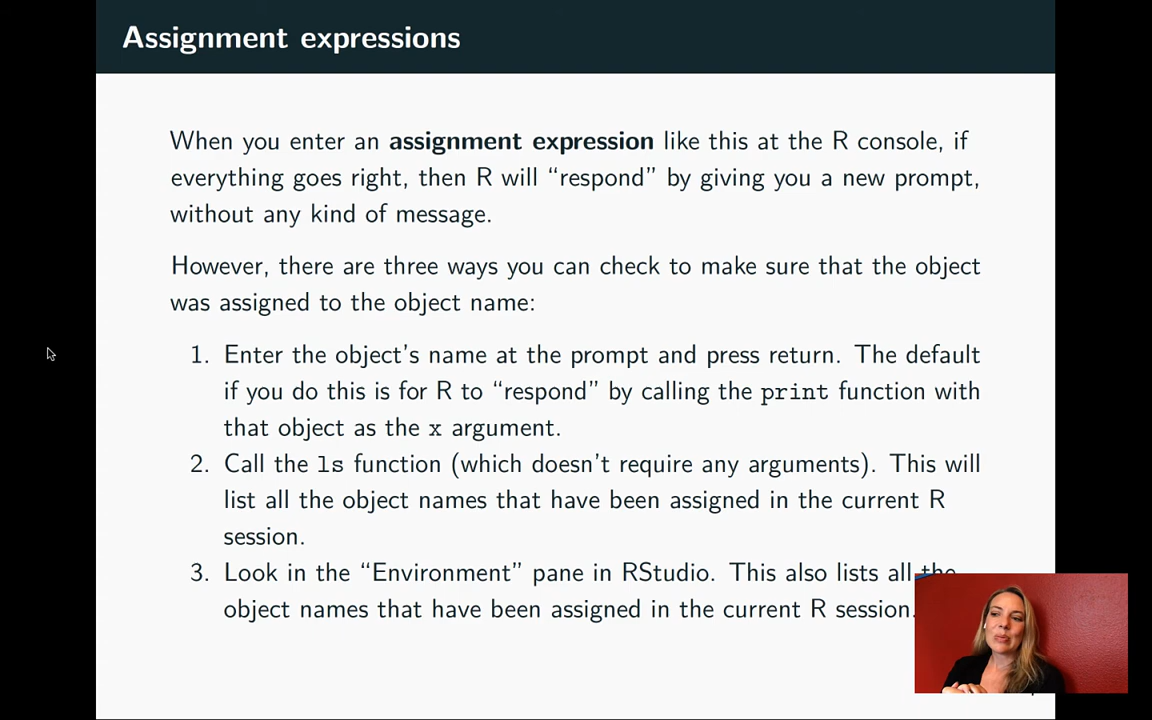 Assignment expressions
When you enter an assignment expression like this at the R console, if
everything goes right, then R will “respond” by giving you a new prompt,
without any kind of message.
However, there are three ways you can check to make sure that the object
was assigned to the object name:
1. Enter the object’s name at the prompt and press return. The default
if you do this is for R to “respond” by calling the print function with
that object as the x argument.
2. Call the ls function (which doesn’t require any arguments). This will
list all the object names that have been assigned in the current R
session.
3. Look in the “Environment” pane in RStudio. This also lists all the
object names that have been assigned in the current R session.